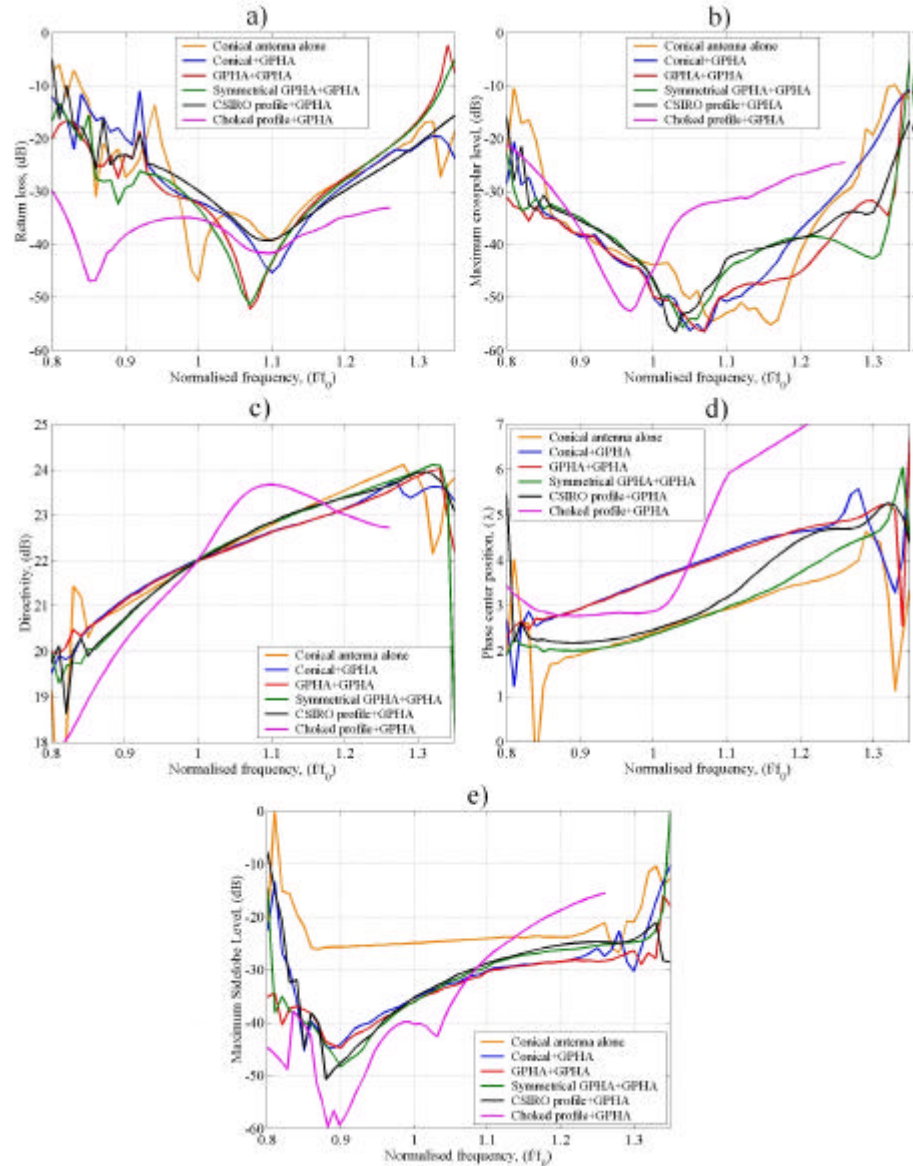 a)
Return loss, (dB)
0
-10
-20
-30
-40
-50
-60
0.8 0.9 1 1.1 1.2 1.3
Normalised frequency, (f/f0)
Conical antenna alone
Conical+GPHA
GPHA+GPHA
Symmetrical GPHA+GPHA
CSIRO profile+GPHA
Choked profile+GPHA
b)
Maximum crosspolar level, (dB)
0
-10
-20
-30
-40
-50
-60
0.8 0.9 1 1.1 1.2 1.3
Normalised frequency, (f/f0)
Conical antenna alone
Conical+GPHA
GPHA+GPHA
Symmetrical GPHA+GPHA
CSIRO profile+GPHA
Choked profile+GPHA
c)
Directivity, (dB)
25
24
23
22
21
20
19
18
0.8 0.9 1 1.1 1.2 1.3
Normalised frequency, (f/f0)
Conical antenna alone
Conical+GPHA
GPHA+GPHA
Symmetrical GPHA+GPHA
CSIRO profile+GPHA
Choked profile+GPHA
d)
Phase center position, (λ)
7
6
5
4
3
2
1
0
0.8 0.9 1 1.1 1.2 1.3
Normalised frequency, (f/f0)
Conical antenna alone
Conical+GPHA
GPHA+GPHA
Symmetrical GPHA+GPHA
CSIRO profile+GPHA
Choked profile+GPHA
e)
Maximum Sidelobe Level, (dB)
0
-10
-20
-30
-40
-50
-60
0.8 0.9 1 1.1 1.2 1.3
Normalised frequency, (f/f0)
Conical antenna alone
Conical+GPHA
GPHA+GPHA
Symmetrical GPHA+GPHA
CSIRO profile+GPHA
Choked profile+GPHA